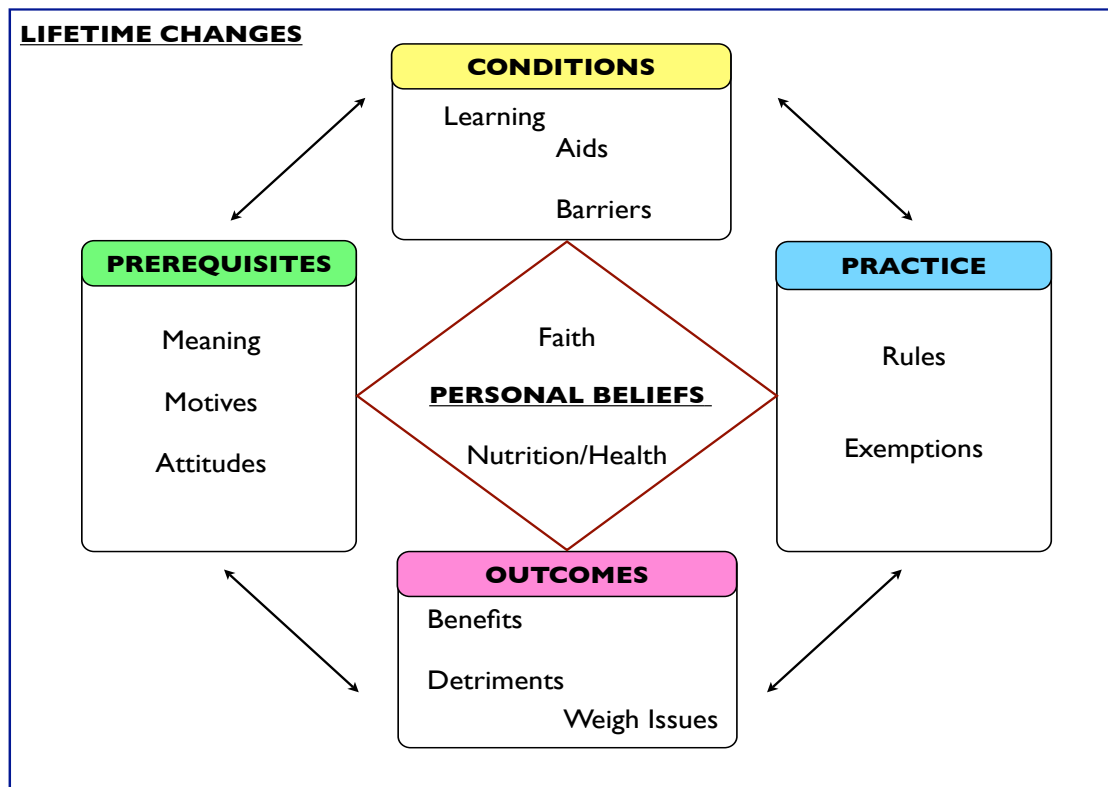 LIFETIME CHANGES
CONDITIONS
Learning
Aids
Barriers
PREREQUISITES
Meaning
Motives
Attitudes
Faith
PERSONAL BELIEFS
Nutrition/Health
PRACTICE
Rules
Exemptions
OUTCOMES
Benefits
Detriments
Weigh Issues